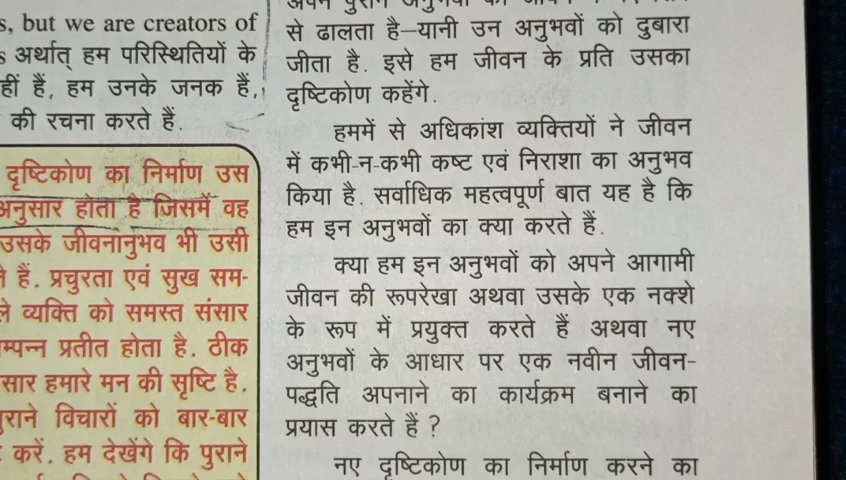 s, but we are creators of
अर्थात् हम परिस्थितियों के
हीं हैं, हम उनके जनक हैं,
की रचना करते हैं.
दृष्टिकोण का निर्माण उस
अनुसार होता है जिसमें वह
उसके जीवनानुभव भी उसी
हैं. प्रचुरता एवं सुख सम-
व्यक्ति को समस्त संसार
म्पन्न प्रतीत होता है. ठीक
सार हमारे मन की सृष्टि है.
पुराने विचारों को बार-बार
करें. हम देखेंगे कि पुराने
से ढालता है—यानी उन अनुभवों को दुबारा
जीता है. इसे हम जीवन के प्रति उसका
दृष्टिकोण कहेंगे.
हममें से अधिकांश व्यक्तियों ने जीवन
में कभी-न-कभी कष्ट एवं निराशा का अनुभव
किया है. सर्वाधिक महत्वपूर्ण बात यह है कि
हम इन अनुभवों का क्या करते हैं.
क्या हम इन अनुभवों को अपने आगामी
जीवन की रूपरेखा अथवा उसके एक नक्शे
के रूप में प्रयुक्त करते हैं अथवा नए
अनुभवों के आधार पर एक नवीन जीवन-
पद्धति अपनाने का कार्यक्रम बनाने का
प्रयास करते हैं ?
नए दृष्टिकोण का निर्माण करने का